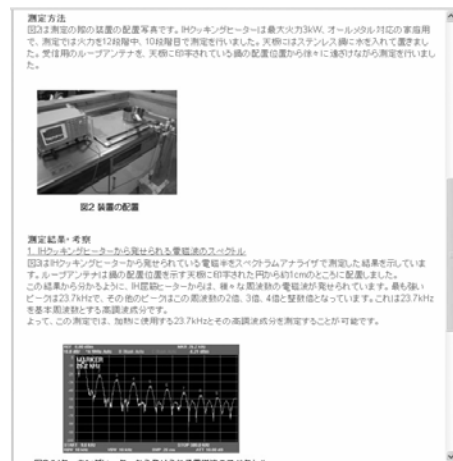 測定方法
図2は測定の際の装置の配置写真です。IHクッキングヒーターは最大火力3kW、オールメタル対応の家庭用
で、測定では火力を12段階中、10段階目で測定を行いました。天板にはステンレス鍋に水を入れて置きまし
た。受信用のループアンテナを、天板に印字されている鍋の配置位置から徐々に遠ざけながら測定を行いまし
た。
図2 装置の配置
測定結果・考察
1. IHクッキングヒーターから発せられる電磁波のスペクトル
図3はIHクッキングヒーターから発せられている電磁波をスペクトラムアナライザで測定した結果を示していま
す。ループアンテナは鍋の配置位置を示す天板に印字された円から約1cmのところに配置しました。
この結果から分かるように、IH調理ヒーターからは、様々な周波数の電磁波が発せられています。最も強い
ピークは23.7kHzで、その他のピークはこの周波数の2倍、3倍、4倍と整数倍となっています。これは23.7kHz
を基本周波数とする高調波成分です。
よって、この測定では、加熱に使用する23.7kHzとその高調波成分を測定することが可能です。
MARKER